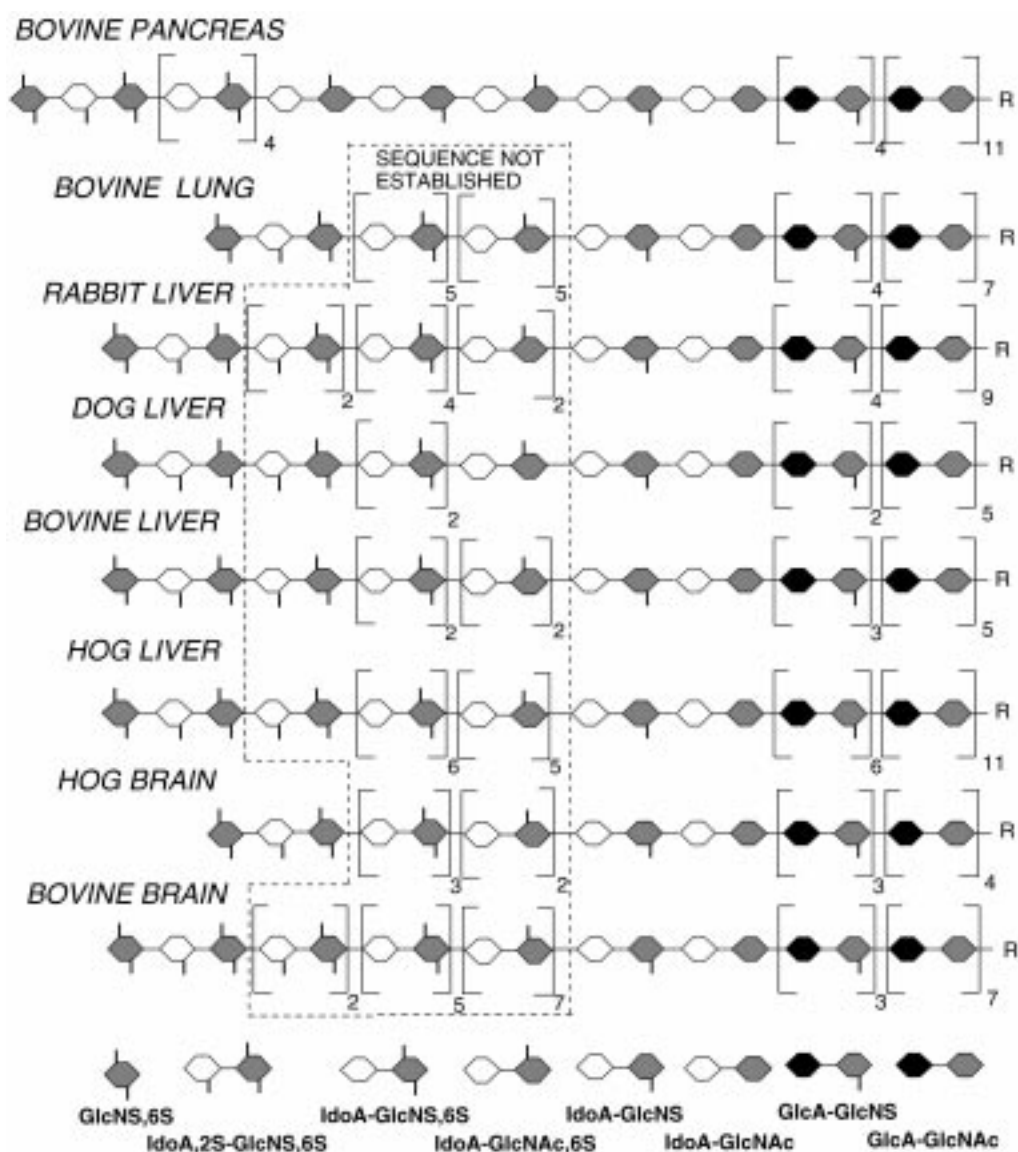 BOVINE PANCREAS
R
4
4
11
SEQUENCE NOT
ESTABLISHED
BOVINE LUNG
R
5
5
4
7
RABBIT LIVER
R
2
4
2
4
9
DOG LIVER
R
2
2
5
BOVINE LIVER
R
2
2
3
5
HOG LIVER
R
6
5
6
11
HOG BRAIN
R
3
2
3
4
BOVINE BRAIN
R
2
5
7
3
7
GlcNS,6S
IdoA-GlcNS,6S
IdoA-GlcNS
GlcA-GlcNS
IdoA,2S-GlcNS,6S
IdoA-GlcNAc,6S
IdoA-GlcNAc
GlcA-GlcNAc